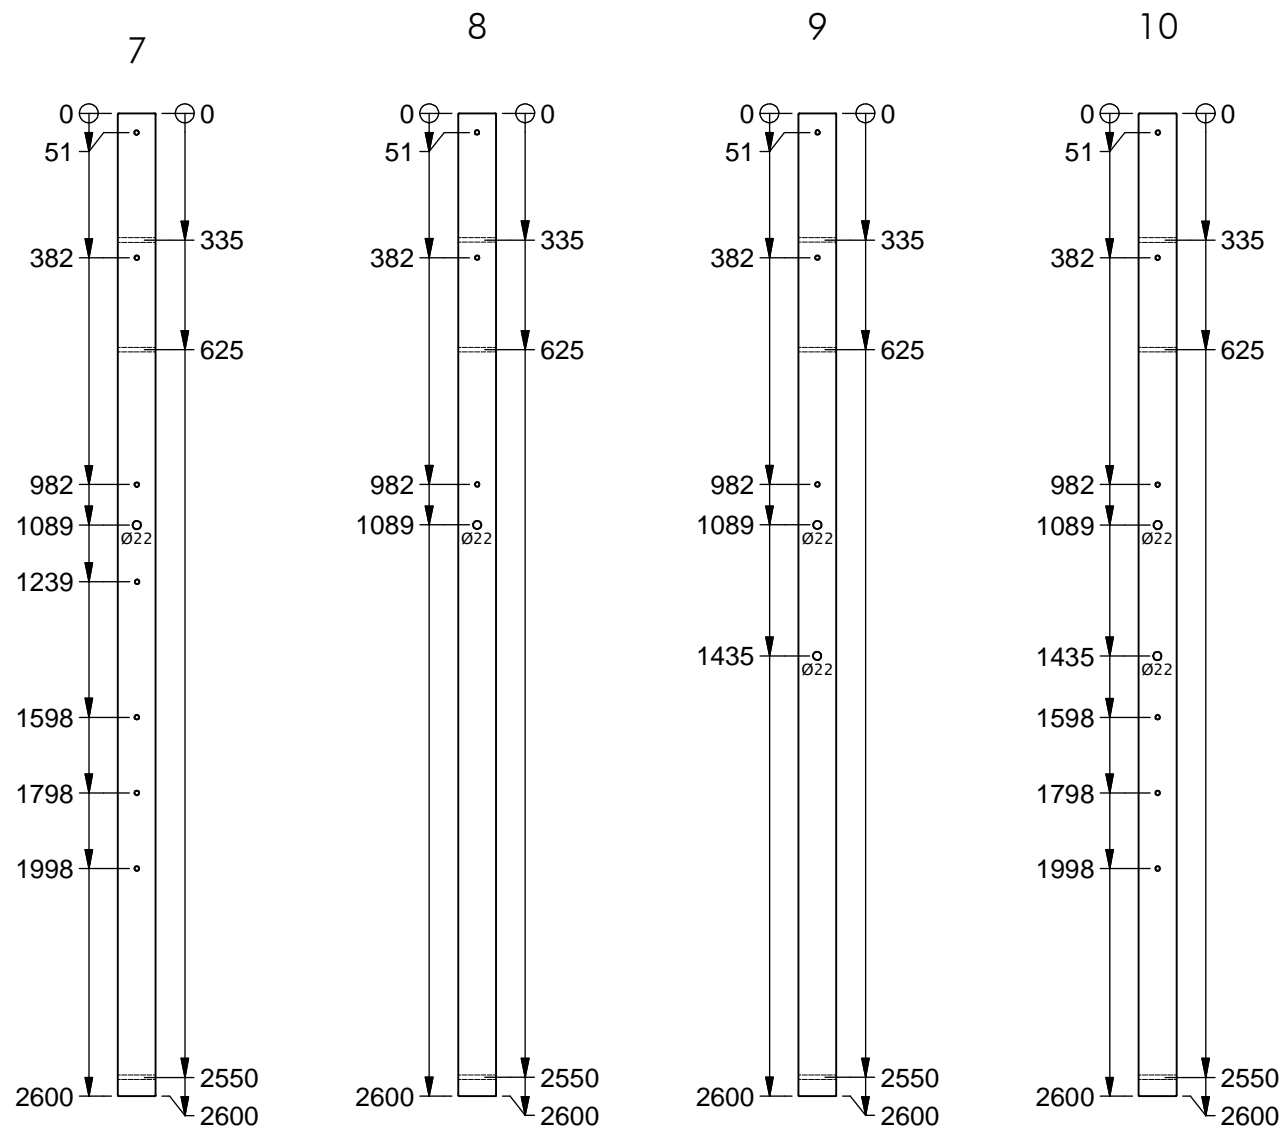 7 8 9 10
0 0 0 0 0 0 0 0
51 51 51 51
335 335 335 335
382 382 382 382
625 625 625 625
982 982 982 982
1089 1089 1089 1089
Ø22 Ø22 Ø22 Ø22
1239
1435 1435
Ø22 Ø22
1598 1598
1798 1798
1998 1998
2550 2550 2550 2550
2600 2600 2600 2600
2600 2600 2600 2600